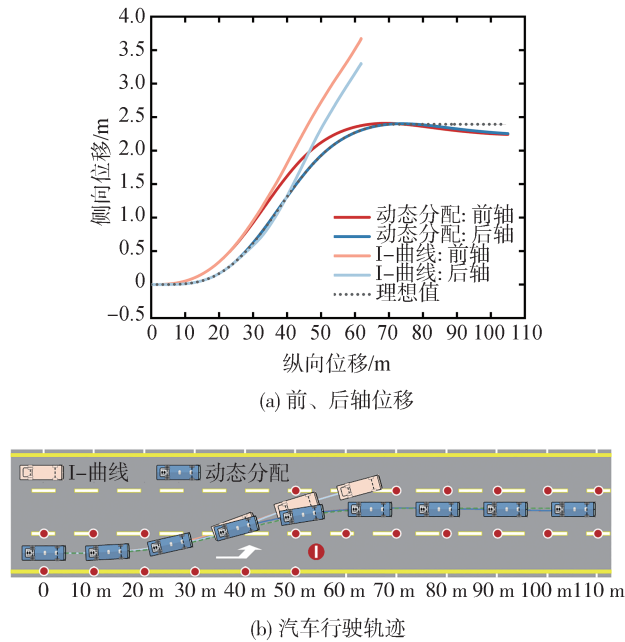 4.0
3.5
3.0
2.5
2.0
1.5
1.0
0.5
0
−0.5
侧向位移/m
动态分配: 前轴
动态分配: 后轴
I−曲线: 前轴
I−曲线: 后轴
理想值
0 10 20 30 40 50 60 70 80 90 100 110
纵向位移/m
(a) 前、后轴位移
I−曲线 动态分配
0 10 m 20 m 30 m 40 m 50 m 60 m 70 m 80 m 90 m 100 m 110 m
(b) 汽车行驶轨迹